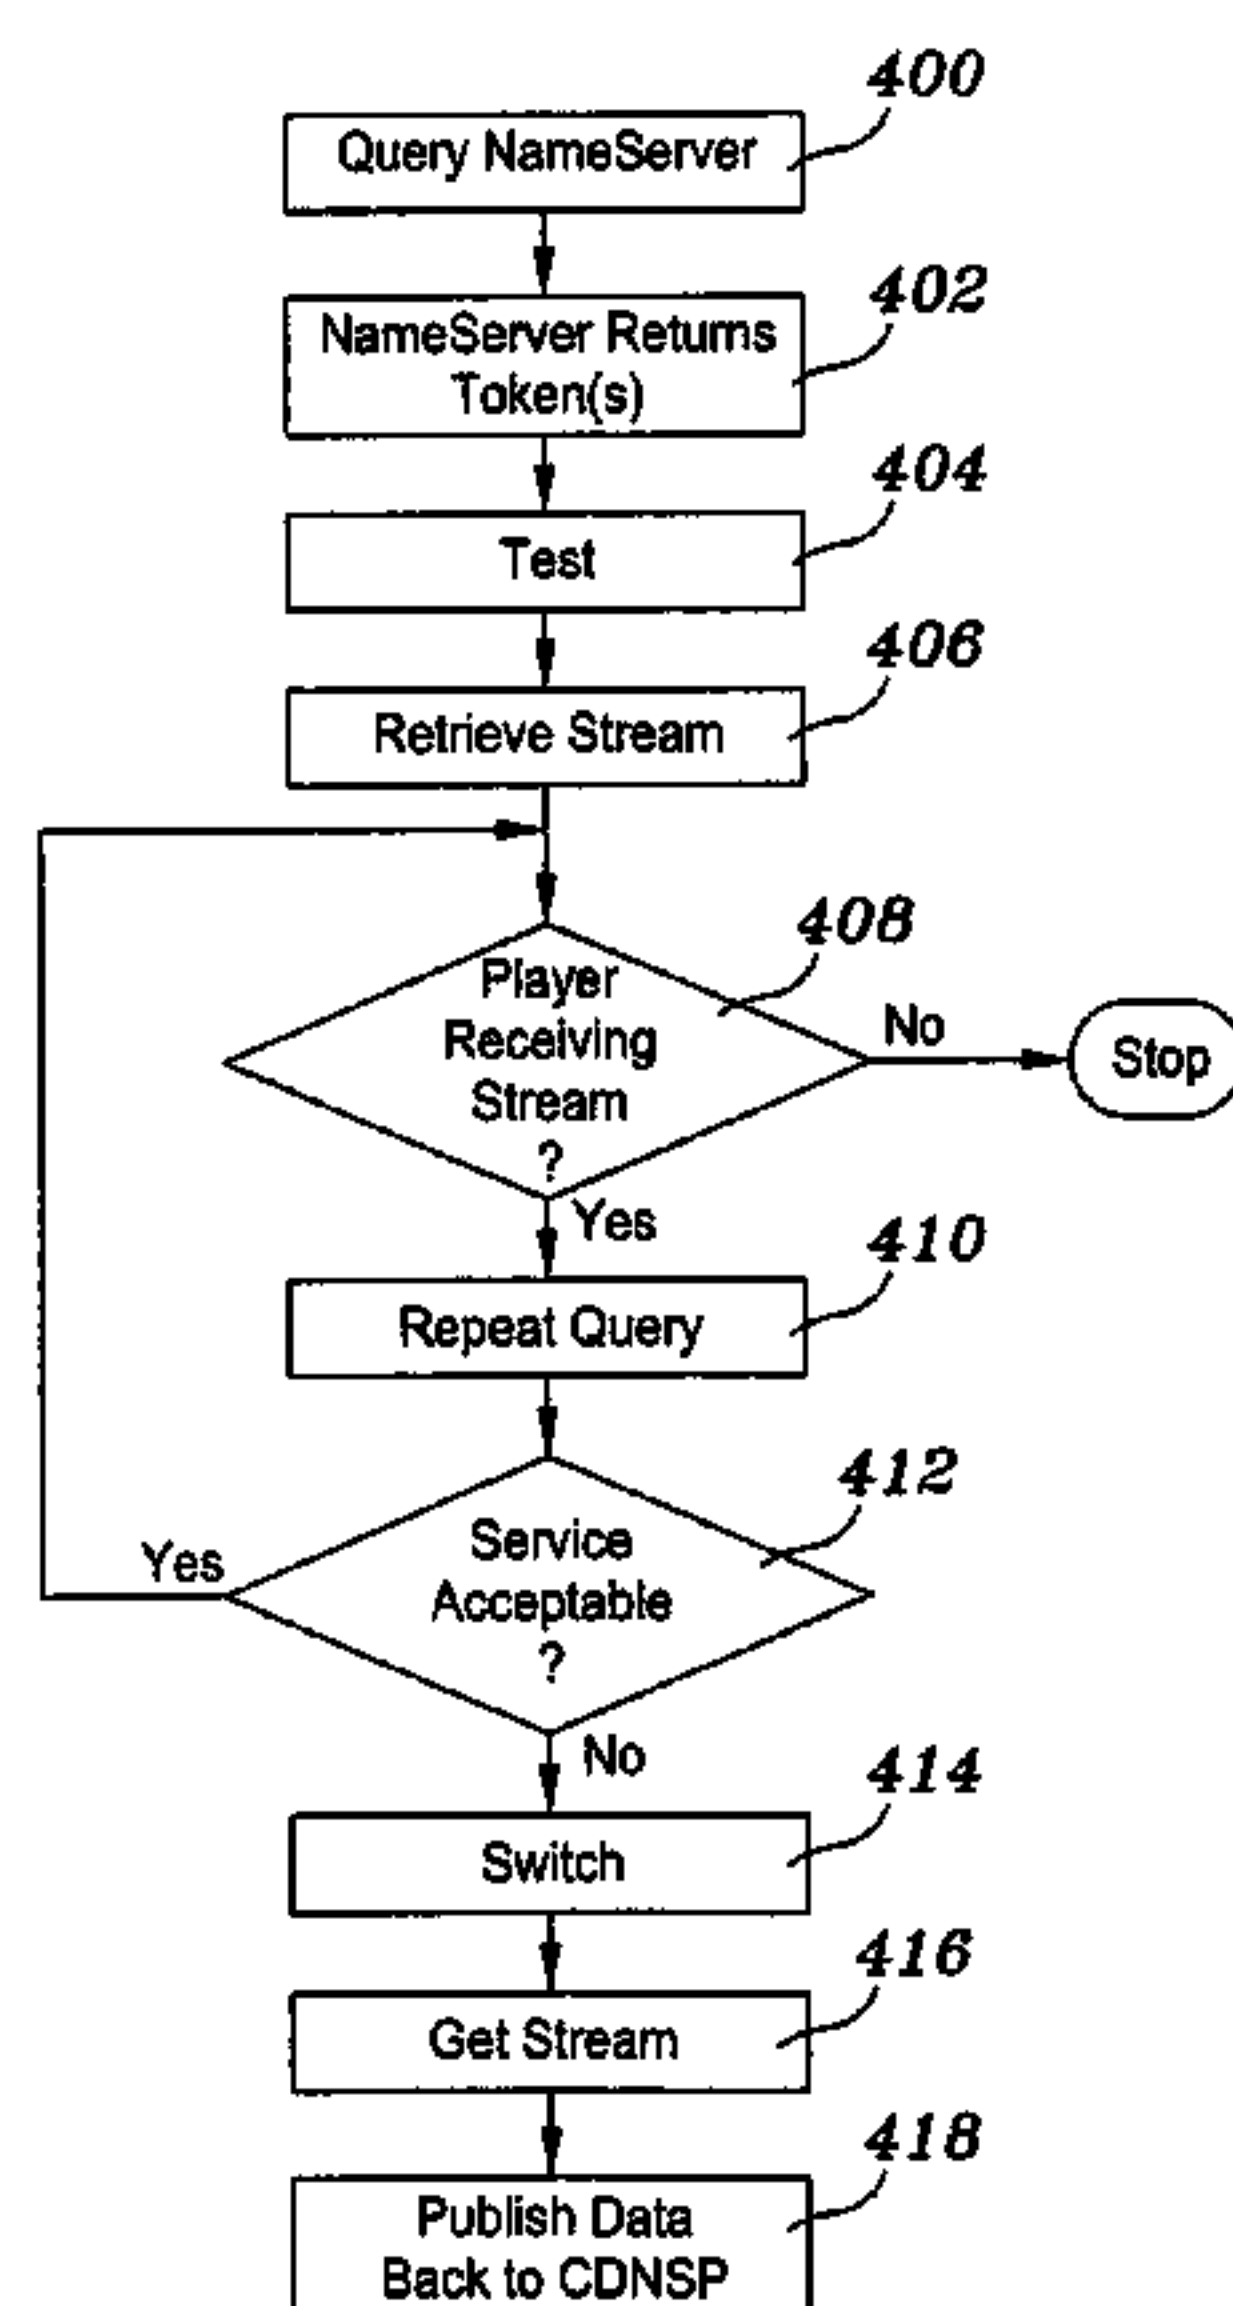 400
Query NameServer
402
NameServer Returns
Token(s)
404
Test
406
Retrieve Stream
408
Player
Receiving
Stream
?
No
Stop
Yes
410
Repeat Query
412
Service
Acceptable
?
Yes
No
414
Switch
416
Get Stream
418
Publish Data
Back to CDNSP